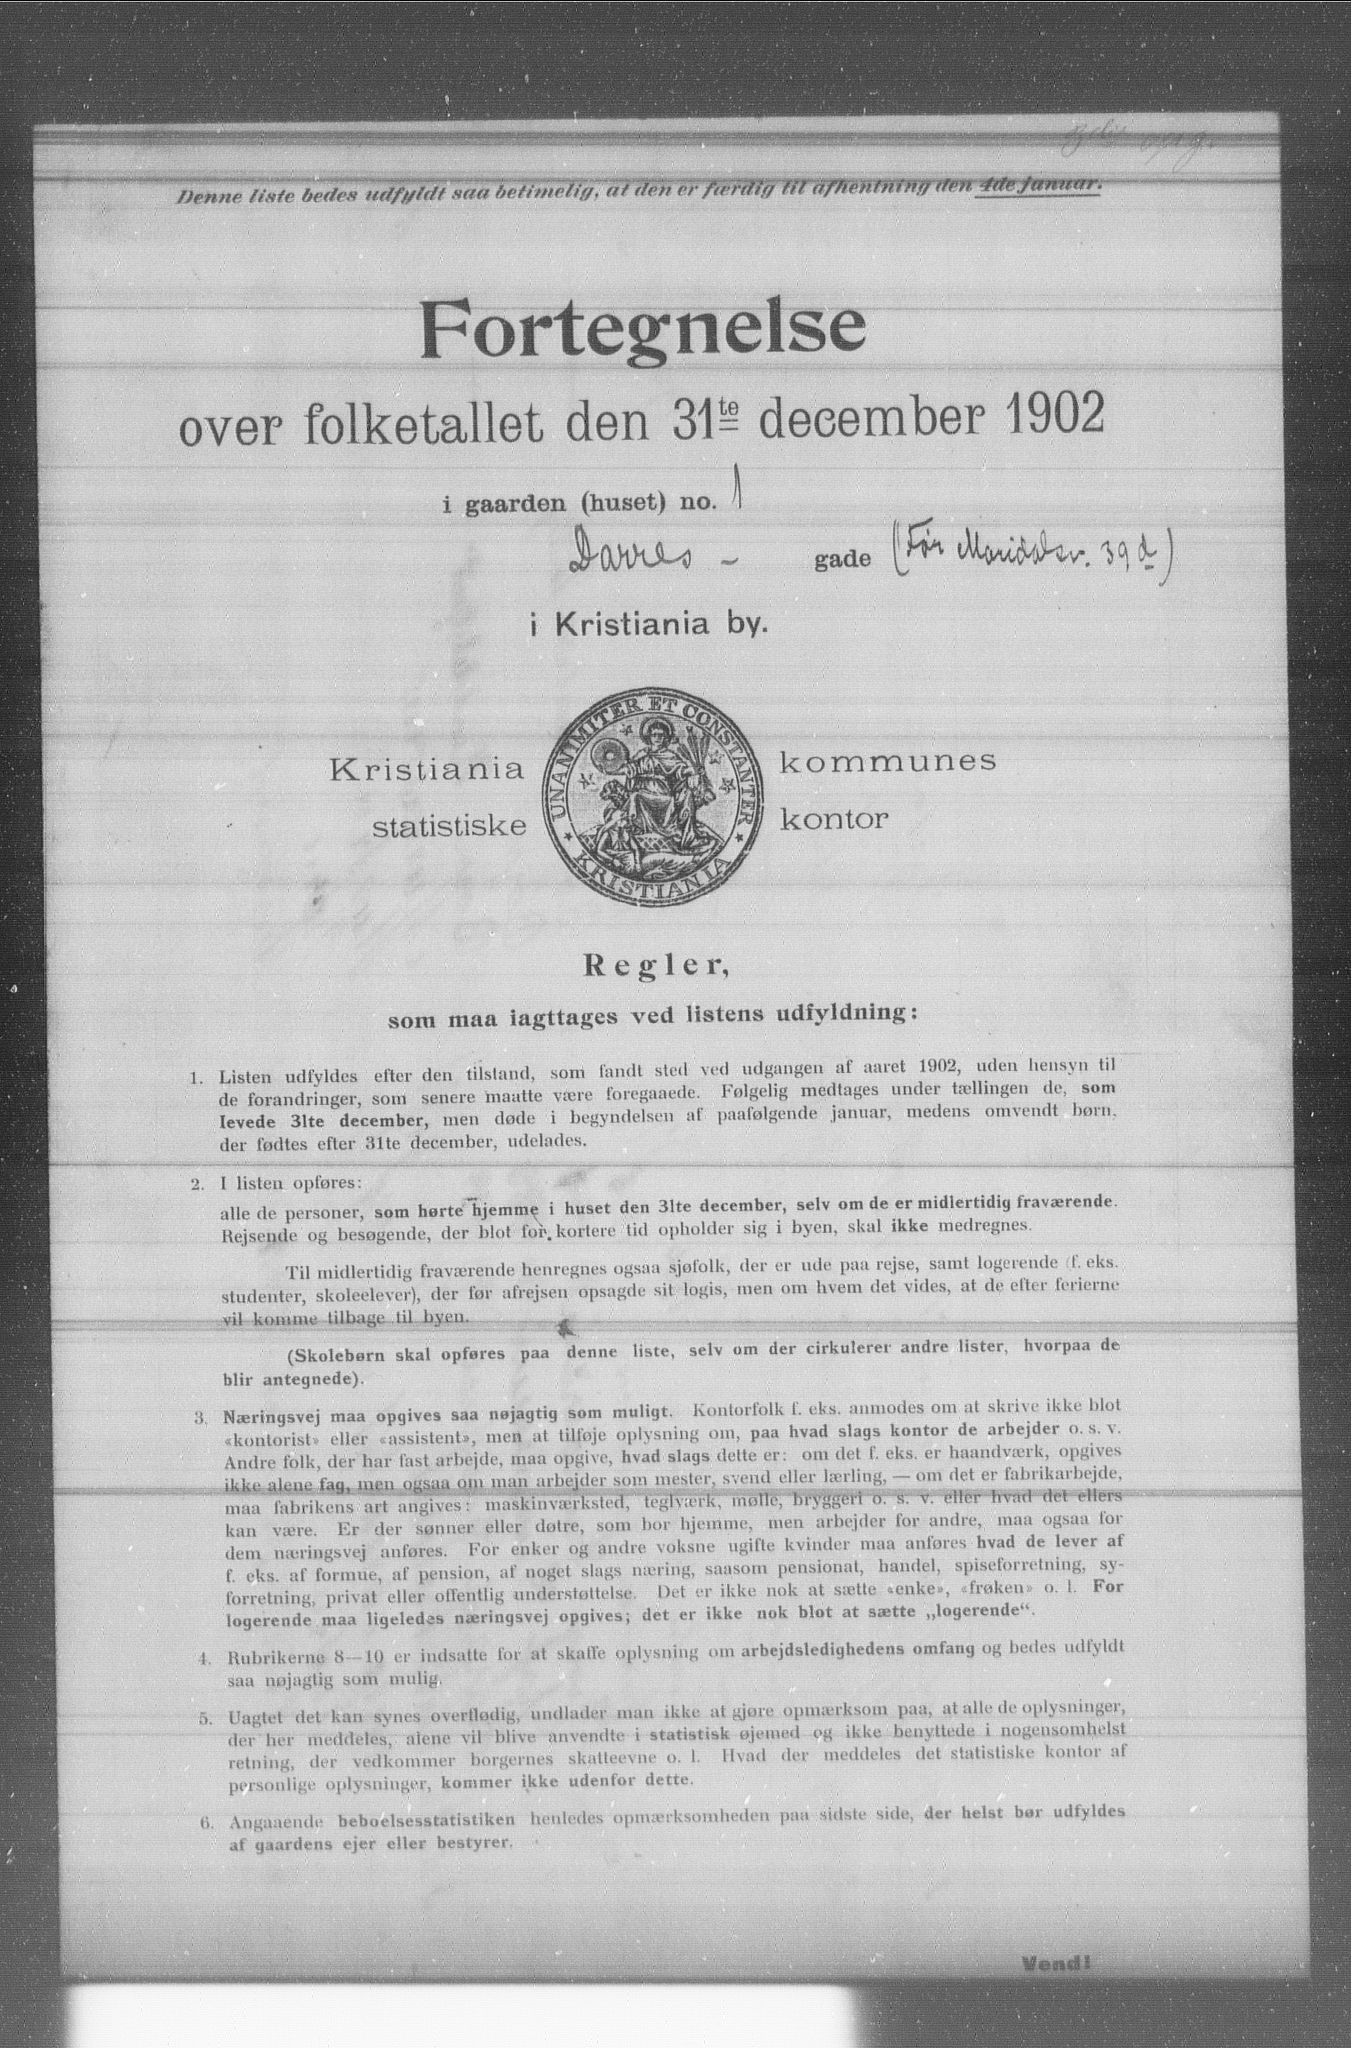 Denne liste bedes udfyldt saa betimelig, at den er færdig til afhentning den 4de januar.
Fortegnelse
over folketallet den 31te december 1902
i gaarden (huset) no. 1
Darres - gade (Før Maridalsv. 39 d)
i Kristiania by.
UNANIMITER ET CONSTANTER
KRISTIANIA
Kristiania kommunes
statistiske kontor
Regler,
som maa iagttages ved listens udfyldning:
1. Listen udfyldes efter den tilstand, som fandt sted ved udgangen af aaret 1902, uden hensyn til
de forandringer, som senere maatte være foregaaede. Følgelig medtages under tællingen de, som
levede 31te december, men døde i begyndelsen af paafølgende januar, medens omvendt børn,
der fødtes efter 31te december, udelades.
2. I listen opføres:
alle de personer, som hørte hjemme i huset den 31te december, selv om de er midlertidig fraværende.
Rejsende og besøgende, der blot for kortere tid opholder sig i byen, skal ikke medregnes.
Til midlertidig fraværende henregnes ogsaa sjøfolk, der er ude paa rejse, samt logerende (f. eks.
studenter, skoleelever), der før afrejsen opsagde sit logis, men om hvem det vides, at de efter ferierne
vil komme tilbage til byen.
(Skolebørn skal opføres paa denne liste, selv om der cirkulerer andre lister, hvorpaa de
blir antegnede).
3. Næringsvej maa opgives saa nøjagtig som muligt. Kontorfolk f. eks. anmodes om at skrive ikke blot
«kontorist» eller «assistent», men at tilføje oplysning om, paa hvad slags kontor de arbejder o. s. v.
Andre folk, der har fast arbejde, maa opgive, hvad slags dette er: om det f. eks. er haandværk, opgives
ikke alene fag, men ogsaa om man arbejder som mester, svend eller lærling, — om det er fabrikarbejde,
maa fabrikens art angives: maskinværksted, teglværk, mølle, bryggeri o. s. v. eller hvad det ellers
kan være. Er der sønner eller døtre, som bor hjemme, men arbejder for andre, maa ogsaa for
dem næringsvej anføres. For enker og andre voksne ugifte kvinder maa anføres hvad de lever af
f. eks. af formue, af pension, af noget slags næring, saasom pensionat, handel, spiseforretning, sy-
forretning, privat eller offentlig understøttelse. Det er ikke nok at sætte «enke», «frøken» o. l. For
logerende maa ligeledes næringsvej opgives; det er ikke nok blot at sætte „logerende“.
4. Rubrikerne 8—10 er indsatte for at skaffe oplysning om arbejdsledighedens omfang og bedes udfyldt
saa nøjagtig som mulig.
5. Uagtet det kan synes overflødig, undlader man ikke at gjøre opmærksom paa, at alle de oplysninger,
der her meddeles, alene vil blive anvendte i statistisk øjemed og ikke benyttede i nogensomhelst
retning, der vedkommer borgernes skatteevne o. l. Hvad der meddeles det statistiske kontor af
personlige oplysninger, kommer ikke udenfor dette.
6. Angaaende beboelsesstatistiken henledes opmærksomheden paa sidste side, der helst bør udfyldes
af gaardens ejer eller bestyrer.
Vend!